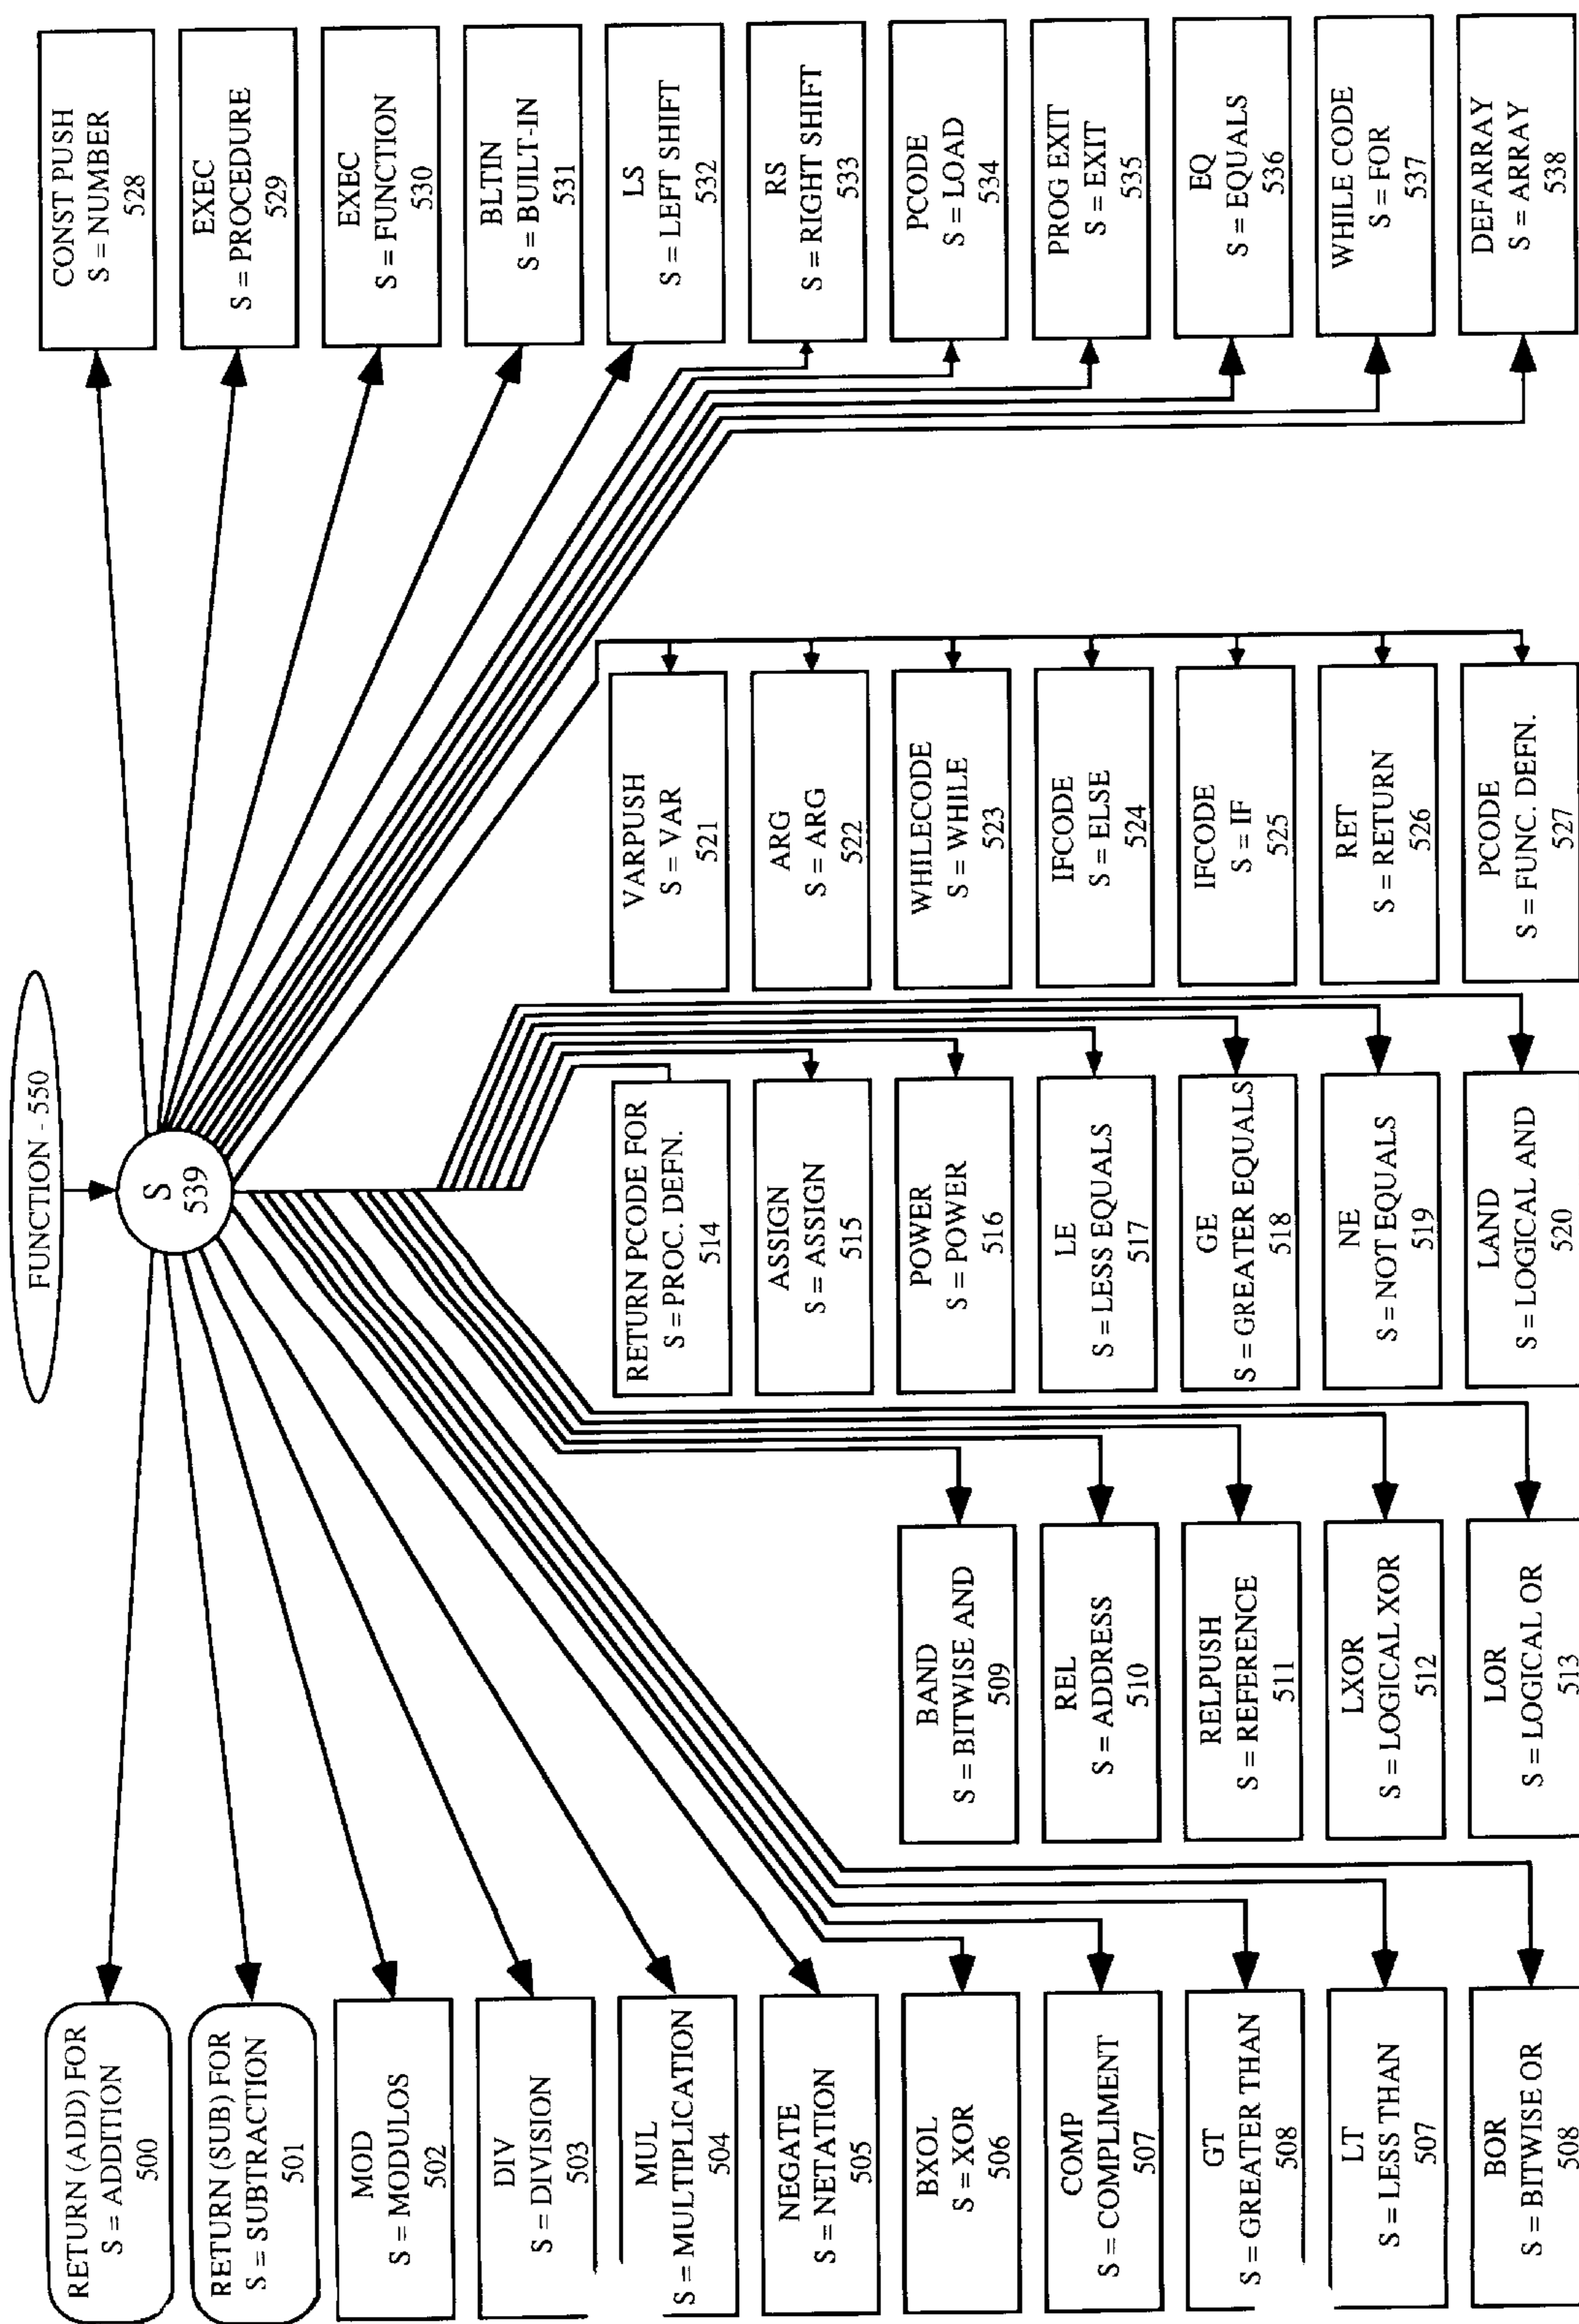 FUNCTION - 550
S
539
RETURN (ADD) FOR
S = ADDITION
500
RETURN (SUB) FOR
S = SUBTRACTION
501
MOD
S = MODULOS
502
DIV
S = DIVISION
503
MUL
S = MULTIPLICATION
504
NEGATE
S = NETATION
505
BXOL
S = XOR
506
COMP
S = COMPLIMENT
507
GT
S = GREATER THAN
508
LT
S = LESS THAN
507
BOR
S = BITWISE OR
508
BAND
S = BITWISE AND
509
REL
S = ADDRESS
510
RELPUSH
S = REFERENCE
511
LXOR
S = LOGICAL XOR
512
LOR
S = LOGICAL OR
513
RETURN PCODE FOR
S = PROC. DEFN.
514
ASSIGN
S = ASSIGN
515
POWER
S = POWER
516
LE
S = LESS EQUALS
517
GE
S = GREATER EQUALS
518
NE
S = NOT EQUALS
519
LAND
S = LOGICAL AND
520
VARPUSH
S = VAR
521
ARG
S = ARG
522
WHILECODE
S = WHILE
523
IFCODE
S = ELSE
524
IFCODE
S = IF
525
RET
S = RETURN
526
PCODE
S = FUNC. DEFN.
527
CONST PUSH
S = NUMBER
528
EXEC
S = PROCEDURE
529
EXEC
S = FUNCTION
530
BLTIN
S = BUILT-IN
531
LS
S = LEFT SHIFT
532
RS
S = RIGHT SHIFT
533
PCODE
S = LOAD
534
PROG EXIT
S = EXIT
535
EQ
S = EQUALS
536
WHILE CODE
S = FOR
537
DEFARRAY
S = ARRAY
538